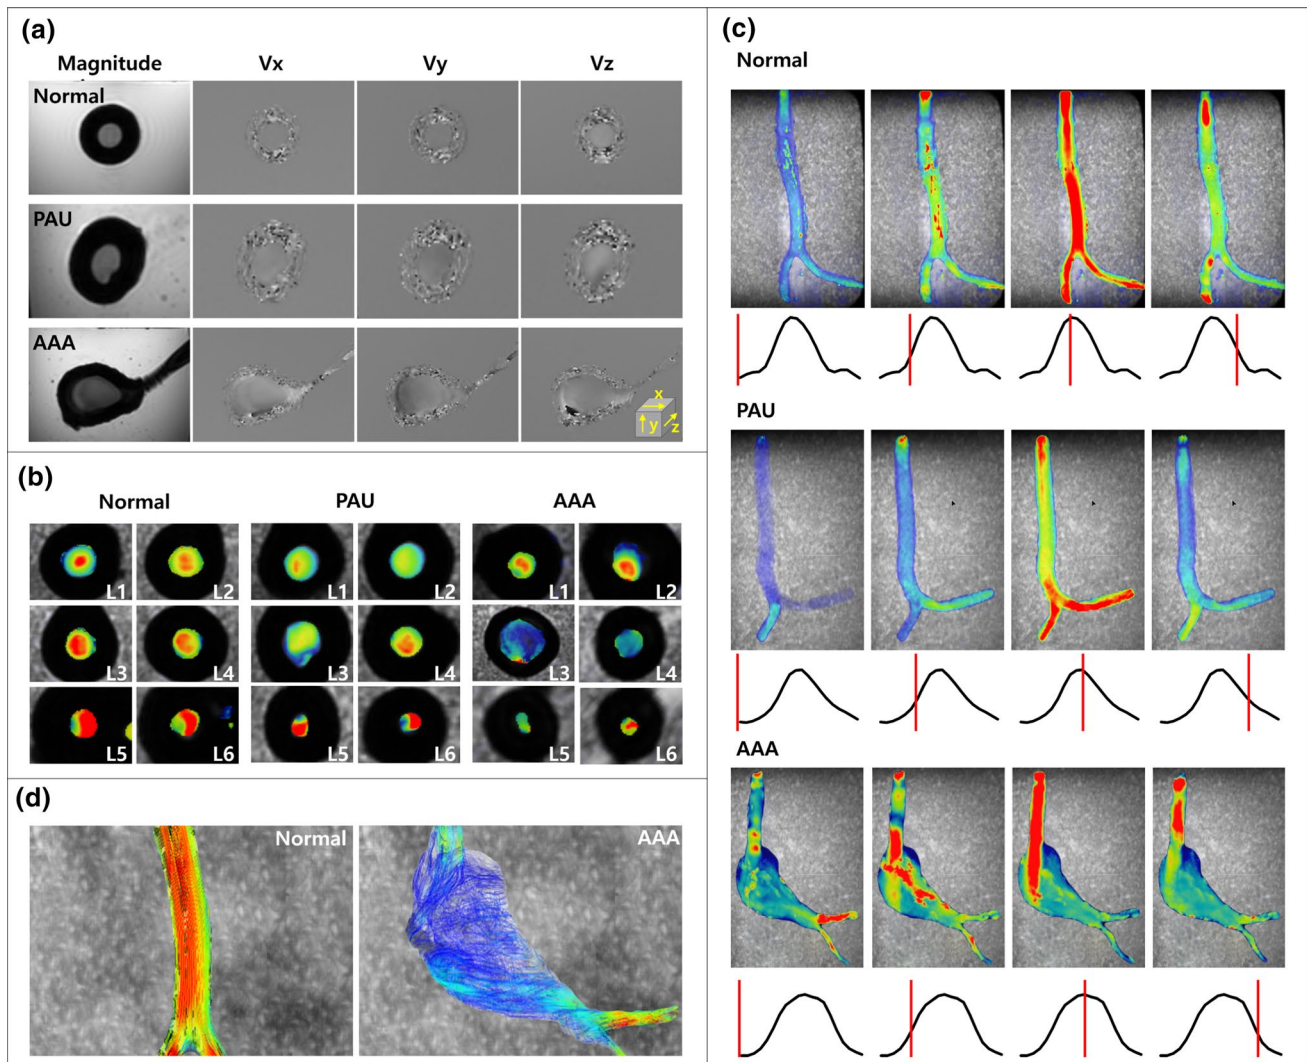 (a)
Magnitude Vx Vy Vz
Normal
PAU
AAA
x
y
z
(b)
Normal PAU AAA
L1 L2 L1 L2 L1 L2
L3 L4 L3 L4 L3 L4
L5 L6 L5 L6 L5 L6
(d)
Normal AAA
(c)
Normal
PAU
AAA